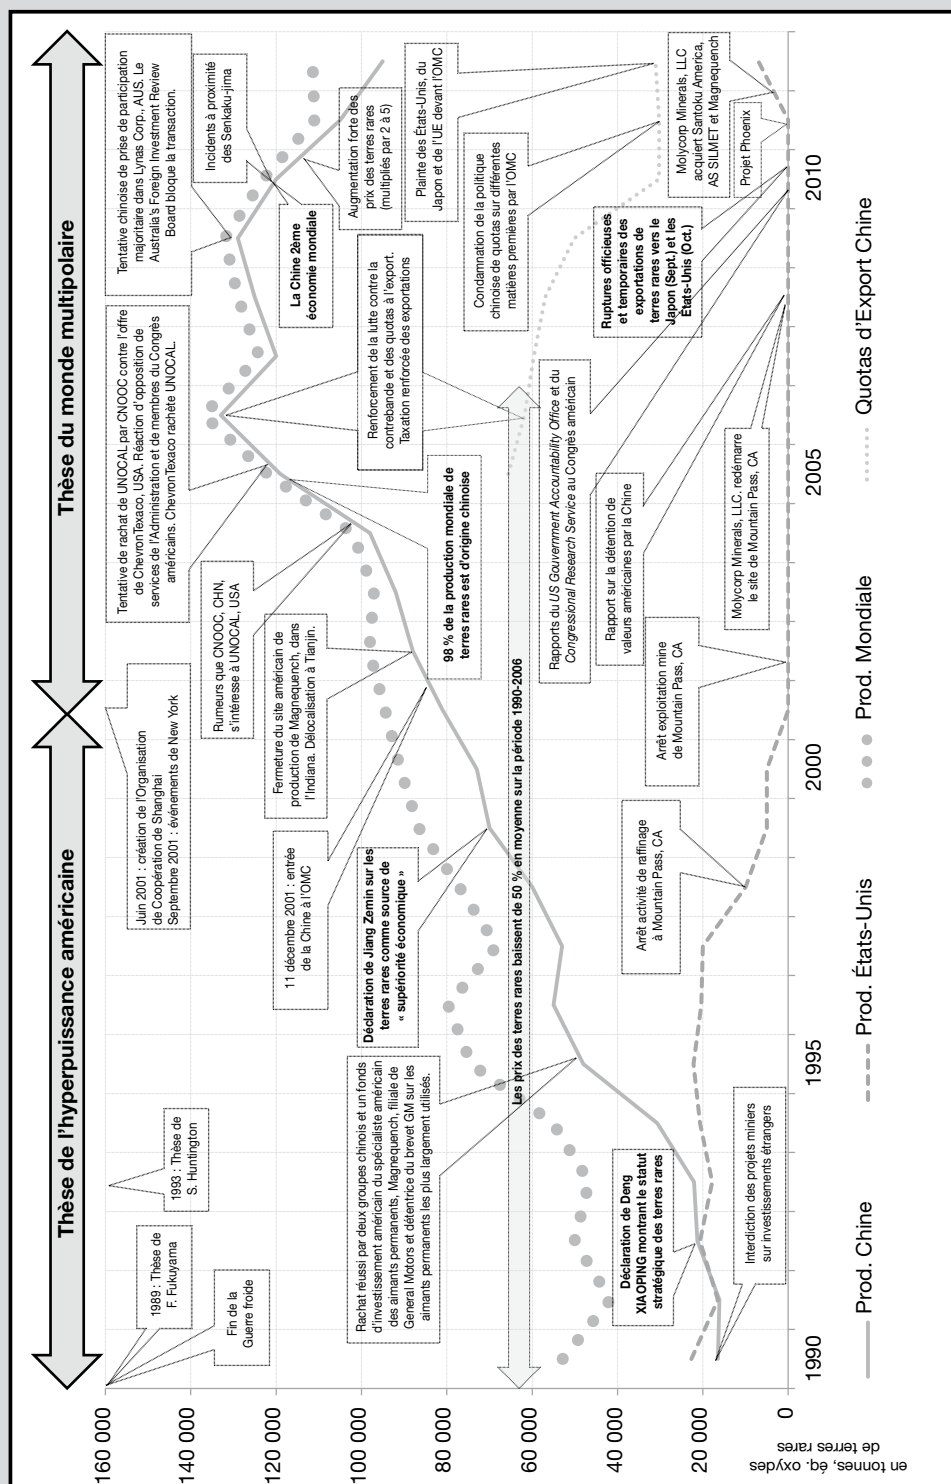 Thèse de l'hyperpuissance américaine
Thèse du monde multipolaire
1989 : Thèse de
F. Fukuyama
Fin de la
Guerre froide
1993 : Thèse de
S. Huntington
Juin 2001 : création de l'Organisation
de Coopération de Shanghai
Septembre 2001 : événements de New York
Tentative de rachat de UNOCAL par CNOOC contre l'offre
de ChevronTexaco, USA. Réaction d'opposition de
services de l'Administration et de membres du Congrès
américains. ChevronTexaco rachète UNOCAL.
Tentative chinoise de prise de participation
majoritaire dans Lynas Corp., AUS. Le
Australia's Foreign Investment Review
Board bloque la transaction.
Incidents à proximité
des Senkaku-jima
Rumeurs que CNOOC, CHN,
s'intéresse à UNOCAL, USA
La Chine 2ème
économie mondiale
Augmentation forte des
prix des terres rares
(multipliés par 2 à 5)
Fermeture du site américain de
production de Magnequench, dans
l'Indiana. Délocalisation à Tianjin.
11 décembre 2001 : entrée
de la Chine à l'OMC
Renforcement de la lutte contre la
contrebande et des quotas à l'export.
Taxation renforcée des exportations
Plainte des États-Unis, du
Japon et de l'UE devant l'OMC
Rachat réussi par deux groupes chinois et un fonds
d'investissement américain du spécialiste américain
des aimants permanents, Magnequench, filiale de
General Motors et détentrice du brevet GM sur les
aimants permanents les plus largement utilisés.
Déclaration de Jiang Zemin sur les
terres rares comme source de
« supériorité économique »
98 % de la production mondiale de
terres rares est d'origine chinoise
Condamnation de la politique
chinoise de quotas sur différentes
matières premières par l'OMC
Les prix des terres rares baissent de 50 % en moyenne sur la période 1990-2006
Rapports du US Gouvernment Accountability Office et du
Congressional Research Service au Congrès américain
Ruptures officieuses
et temporaires des
exportations de
terres rares vers le
Japon (Sept.) et les
États-Unis (Oct.)
Molycorp Minerals, LLC
acquiert Santoku America,
AS SILMET et Magnequench
Projet Phoenix
Déclaration de Deng
XIAOPING montrant le statut
stratégique des terres rares
Arrêt activité de raffinage
à Mountain Pass, CA
Arrêt exploitation mine
de Mountain Pass, CA
Rapport sur la détention de
valeurs américaines par la Chine
Molycorp Minerals, LLC. redémarre
le site de Mountain Pass, CA
Interdiction des projets miniers
sur investissements étrangers
160 000
140 000
120 000
100 000
80 000
60 000
40 000
20 000
0
en tonnes, éq. oxydes
de terres rares
1990
1995
2000
2005
2010
Prod. Chine
Prod. États-Unis
Prod. Mondiale
Quotas d'Export Chine